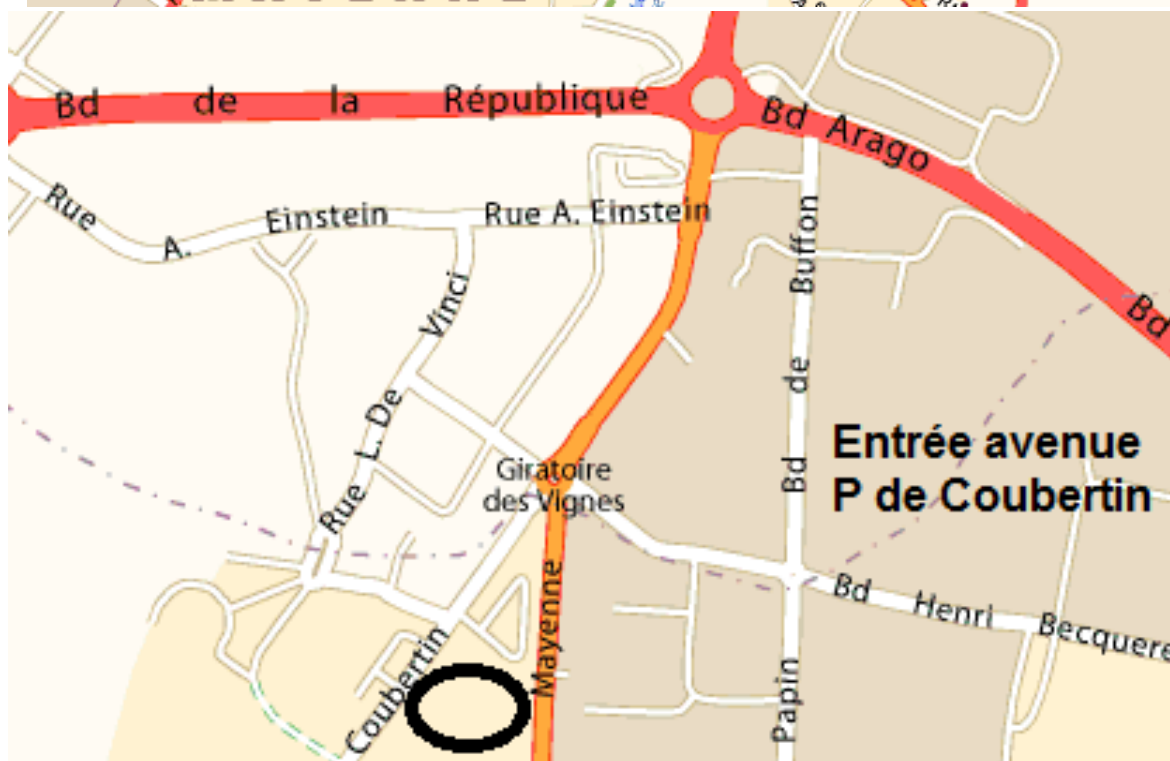 Bd de la République
Bd Arago
Rue A. Einstein
Rue A. Einstein
Bd de Buffon
Bd
Rue L. De Vinci
Entrée avenue
P de Coubertin
Giratoire
des Vignes
Mayenne
Bd Henri Becquere
Coubertin
Papin